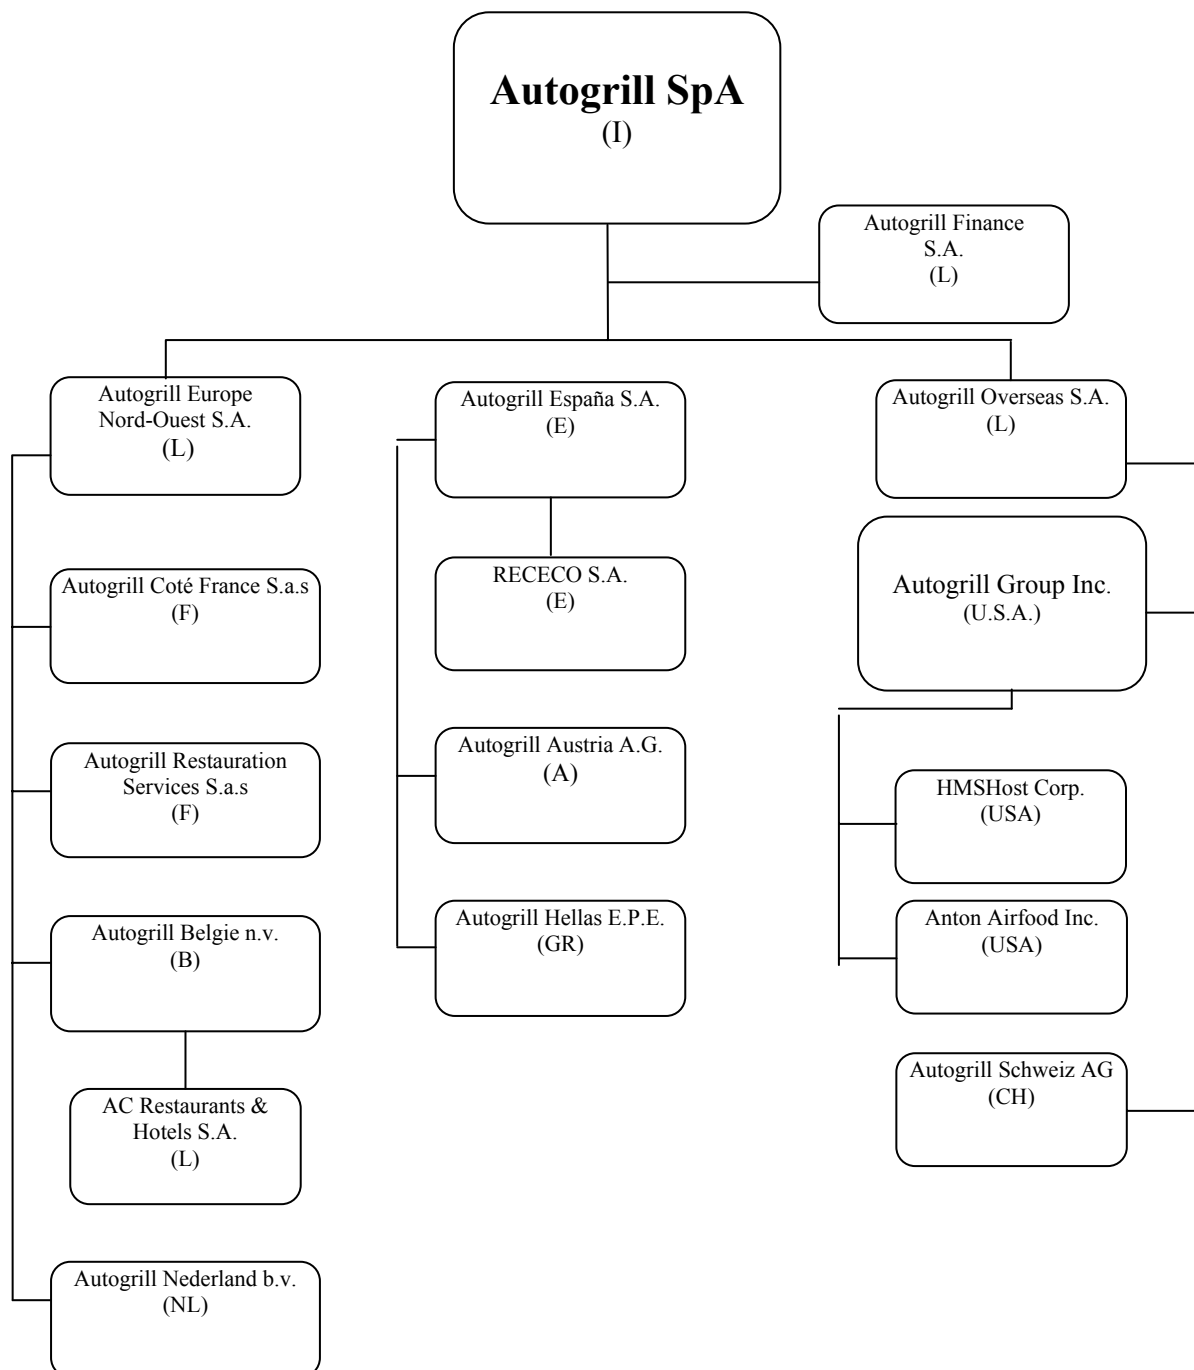 Autogrill SpA
(I)
Autogrill Finance
S.A.
(L)
Autogrill Europe
Nord-Ouest S.A.
(L)
Autogrill Coté France S.a.s
(F)
Autogrill Restauration
Services S.a.s
(F)
Autogrill Belgie n.v.
(B)
AC Restaurants &
Hotels S.A.
(L)
Autogrill Nederland b.v.
(NL)
Autogrill España S.A.
(E)
RECECO S.A.
(E)
Autogrill Austria A.G.
(A)
Autogrill Hellas E.P.E.
(GR)
Autogrill Overseas S.A.
(L)
Autogrill Group Inc.
(U.S.A.)
HMSHost Corp.
(USA)
Anton Airfood Inc.
(USA)
Autogrill Schweiz AG
(CH)